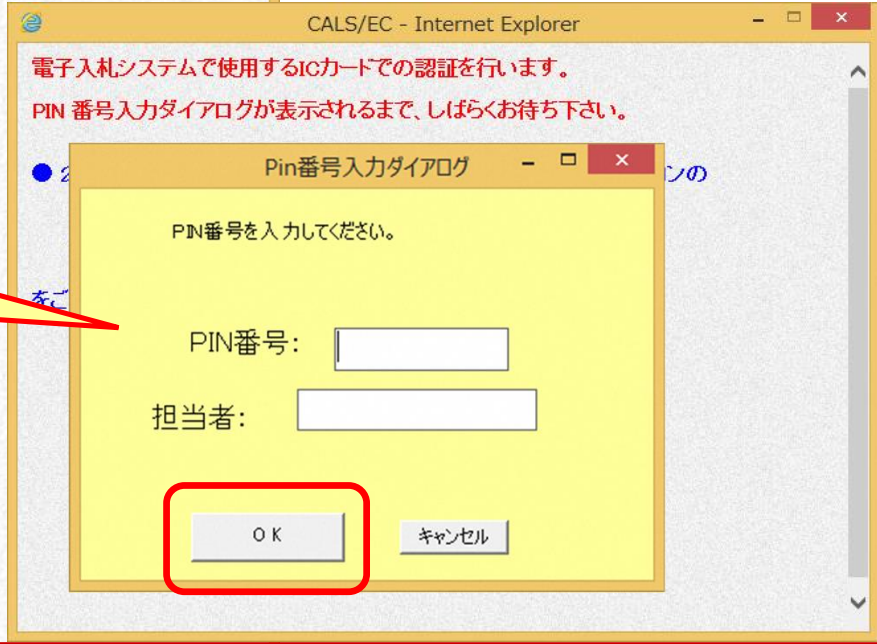 CALS/EC - Internet Explorer
電子入札システムで使用するICカードでの認証を行います。
PIN 番号入力ダイアログが表示されるまで、しばらくお待ち下さい。
● 2
ンの
Pin番号入力ダイアログ
PIN番号を入力してください。
をご
PIN番号:
担当者:
OK
キャンセル